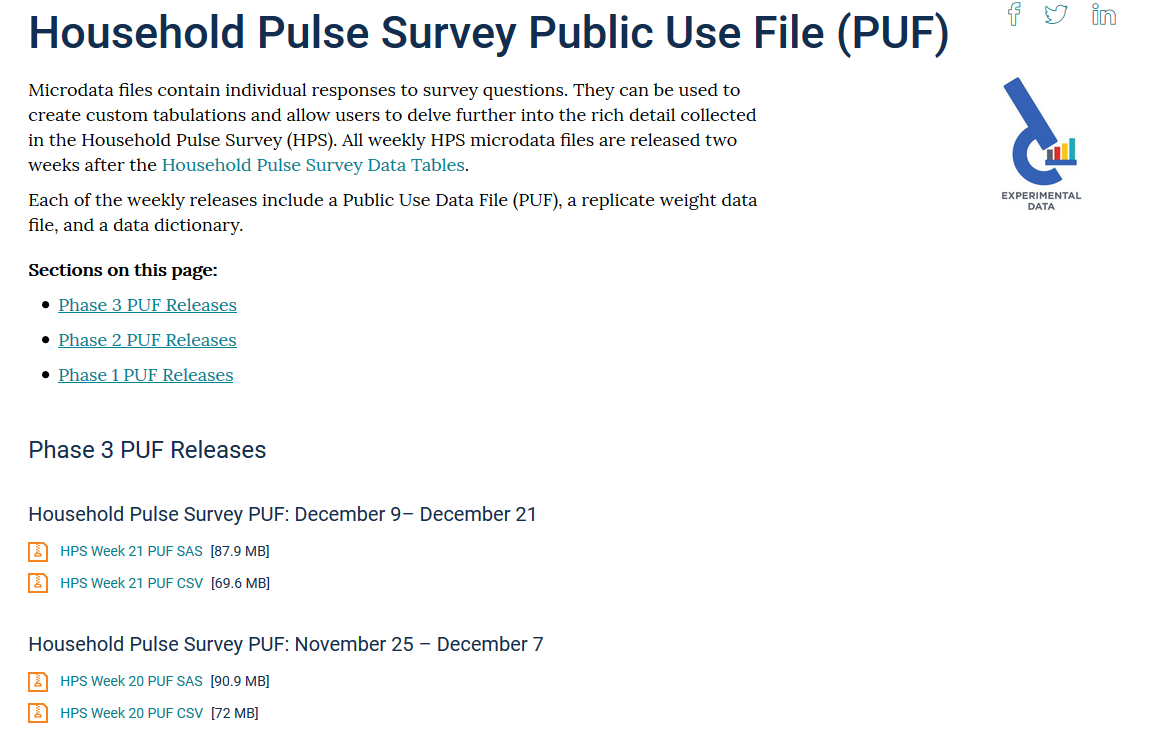 Household Pulse Survey Public Use File (PUF)
Microdata files contain individual responses to survey questions. They can be used to
create custom tabulations and allow users to delve further into the rich detail collected
in the Household Pulse Survey (HPS). All weekly HPS microdata files are released two
weeks after the Household Pulse Survey Data Tables.
Each of the weekly releases include a Public Use Data File (PUF), a replicate weight data
file, and a data dictionary.
EXPERIMENTAL
DATA
Sections on this page:
Phase 3 PUF Releases
Phase 2 PUF Releases
Phase 1 PUF Releases
Phase 3 PUF Releases
Household Pulse Survey PUF: December 9– December 21
HPS Week 21 PUF SAS [87.9 MB]
HPS Week 21 PUF CSV [69.6 MB]
Household Pulse Survey PUF: November 25 – December 7
HPS Week 20 PUF SAS [90.9 MB]
HPS Week 20 PUF CSV [72 MB]